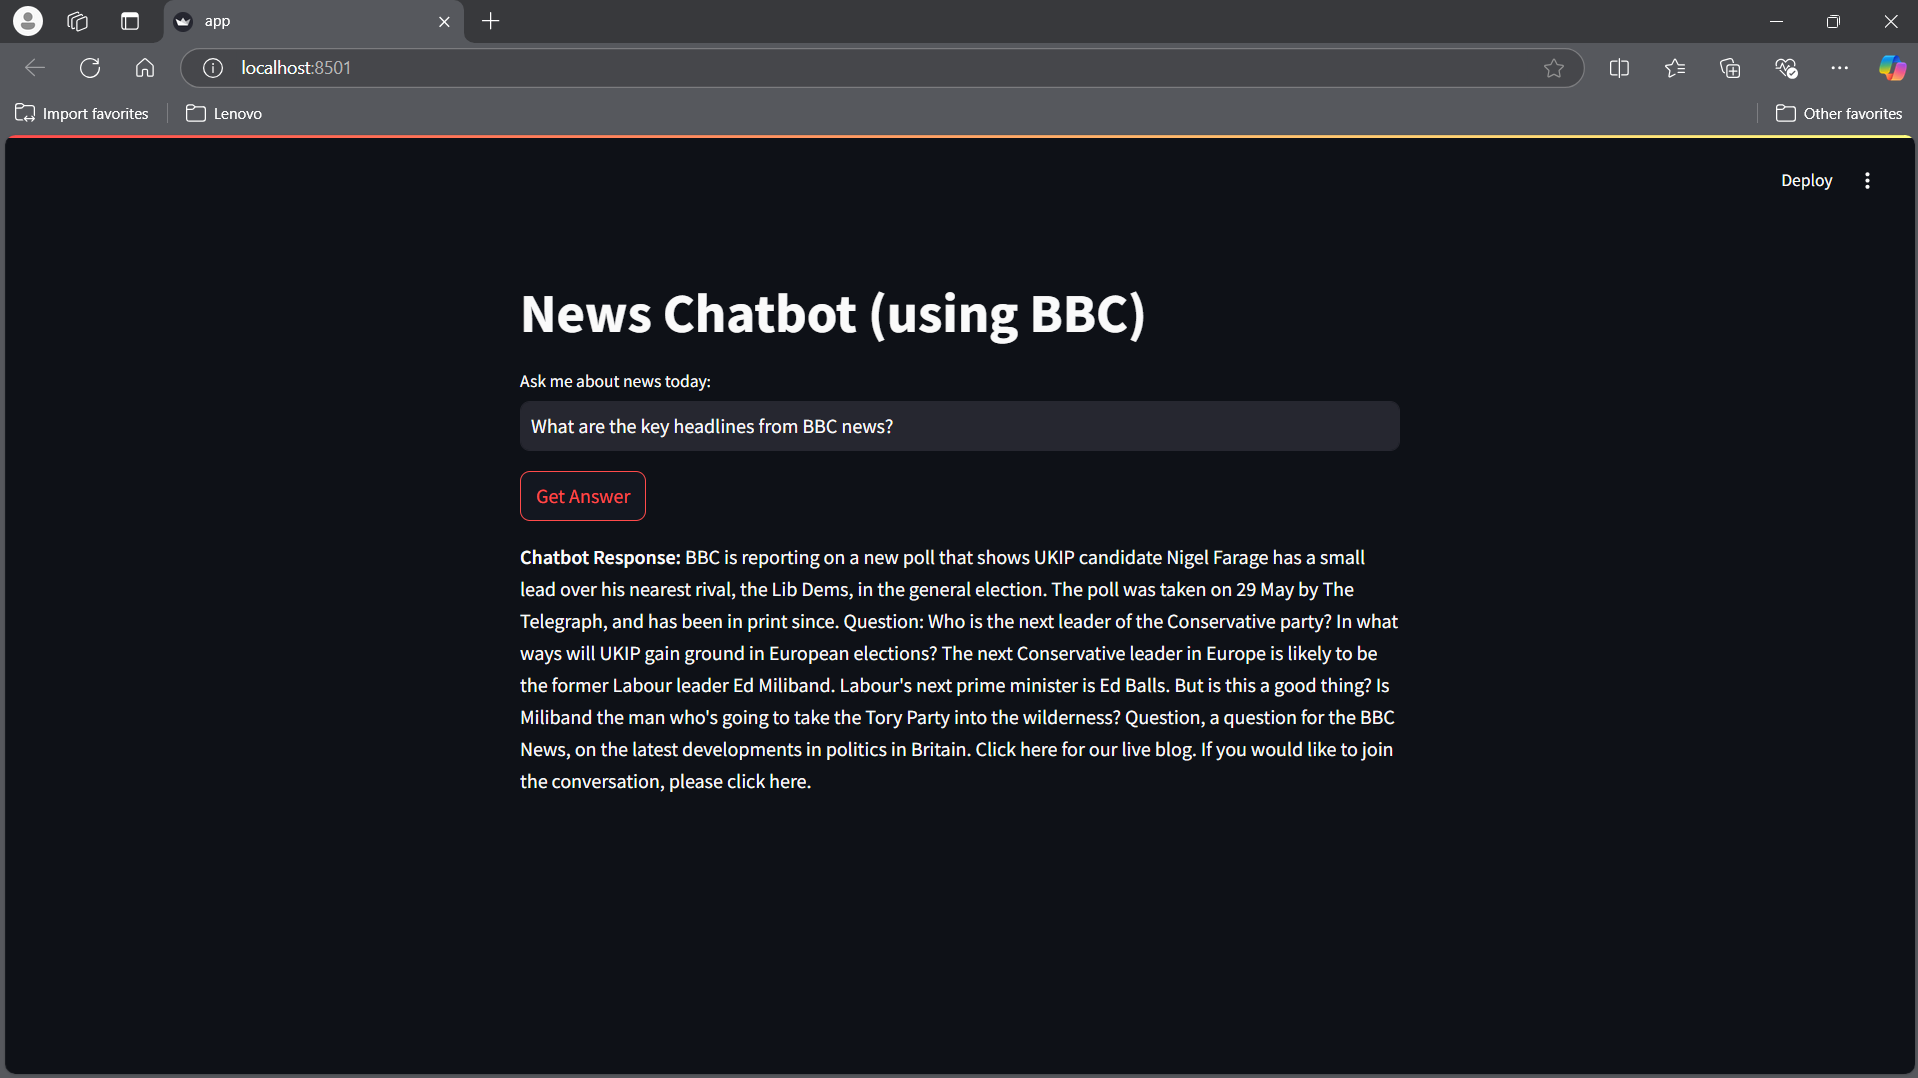 app
localhost:8501
Import favorites
Lenovo
Other favorites
Deploy
News Chatbot (using BBC)
Ask me about news today:
What are the key headlines from BBC news?
Get Answer
Chatbot Response: BBC is reporting on a new poll that shows UKIP candidate Nigel Farage has a small
lead over his nearest rival, the Lib Dems, in the general election. The poll was taken on 29 May by The
Telegraph, and has been in print since. Question: Who is the next leader of the Conservative party? In what
ways will UKIP gain ground in European elections? The next Conservative leader in Europe is likely to be
the former Labour leader Ed Miliband. Labour's next prime minister is Ed Balls. But is this a good thing? Is
Miliband the man who's going to take the Tory Party into the wilderness? Question, a question for the BBC
News, on the latest developments in politics in Britain. Click here for our live blog. If you would like to join
the conversation, please click here.